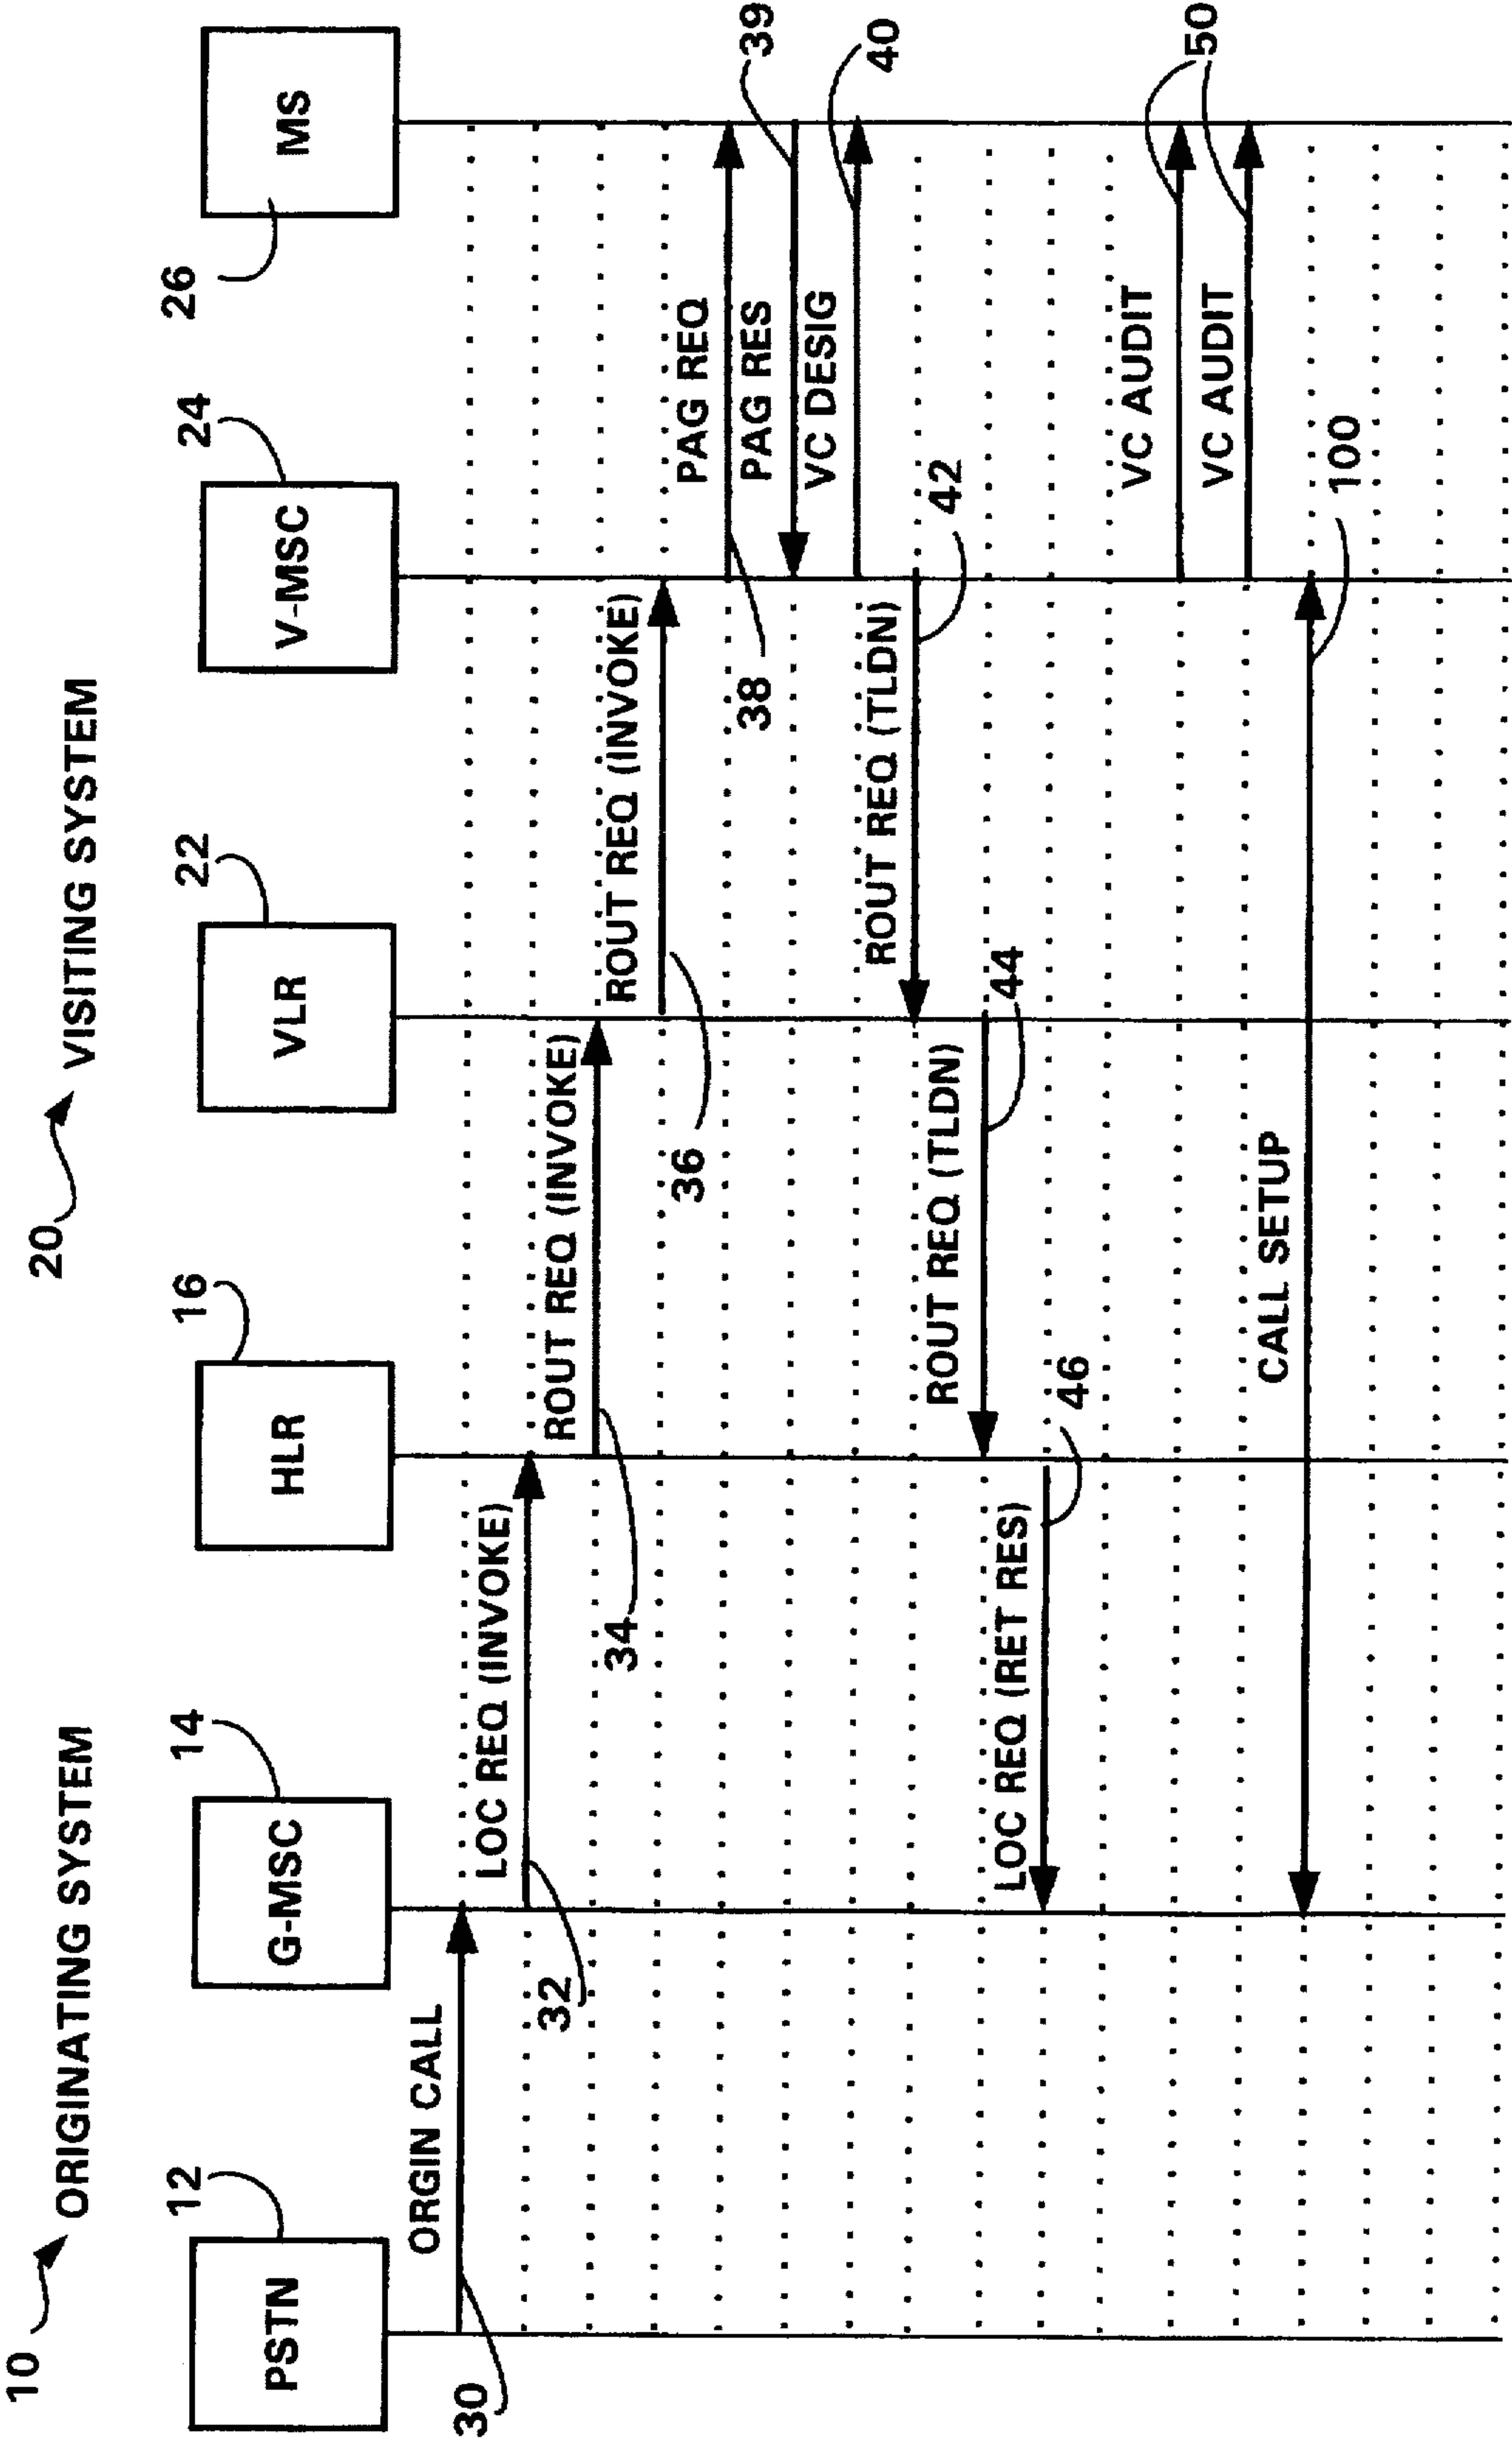 10
ORIGINATING SYSTEM
20
VISITING SYSTEM
12
14
16
22
24
26
PSTN
G-MSC
HLR
VLR
V-MSC
MS
30
ORGIN CALL
32
LOC REQ (INVOKE)
34
ROUT REQ (INVOKE)
36
ROUT REQ (INVOKE)
38
PAG REQ
PAG RES
39
VC DESIG
40
ROUT REQ (TLDN)
42
ROUT REQ (TLDN)
44
LOC REQ (RET RES)
46
VC AUDIT
VC AUDIT
50
CALL SETUP
100